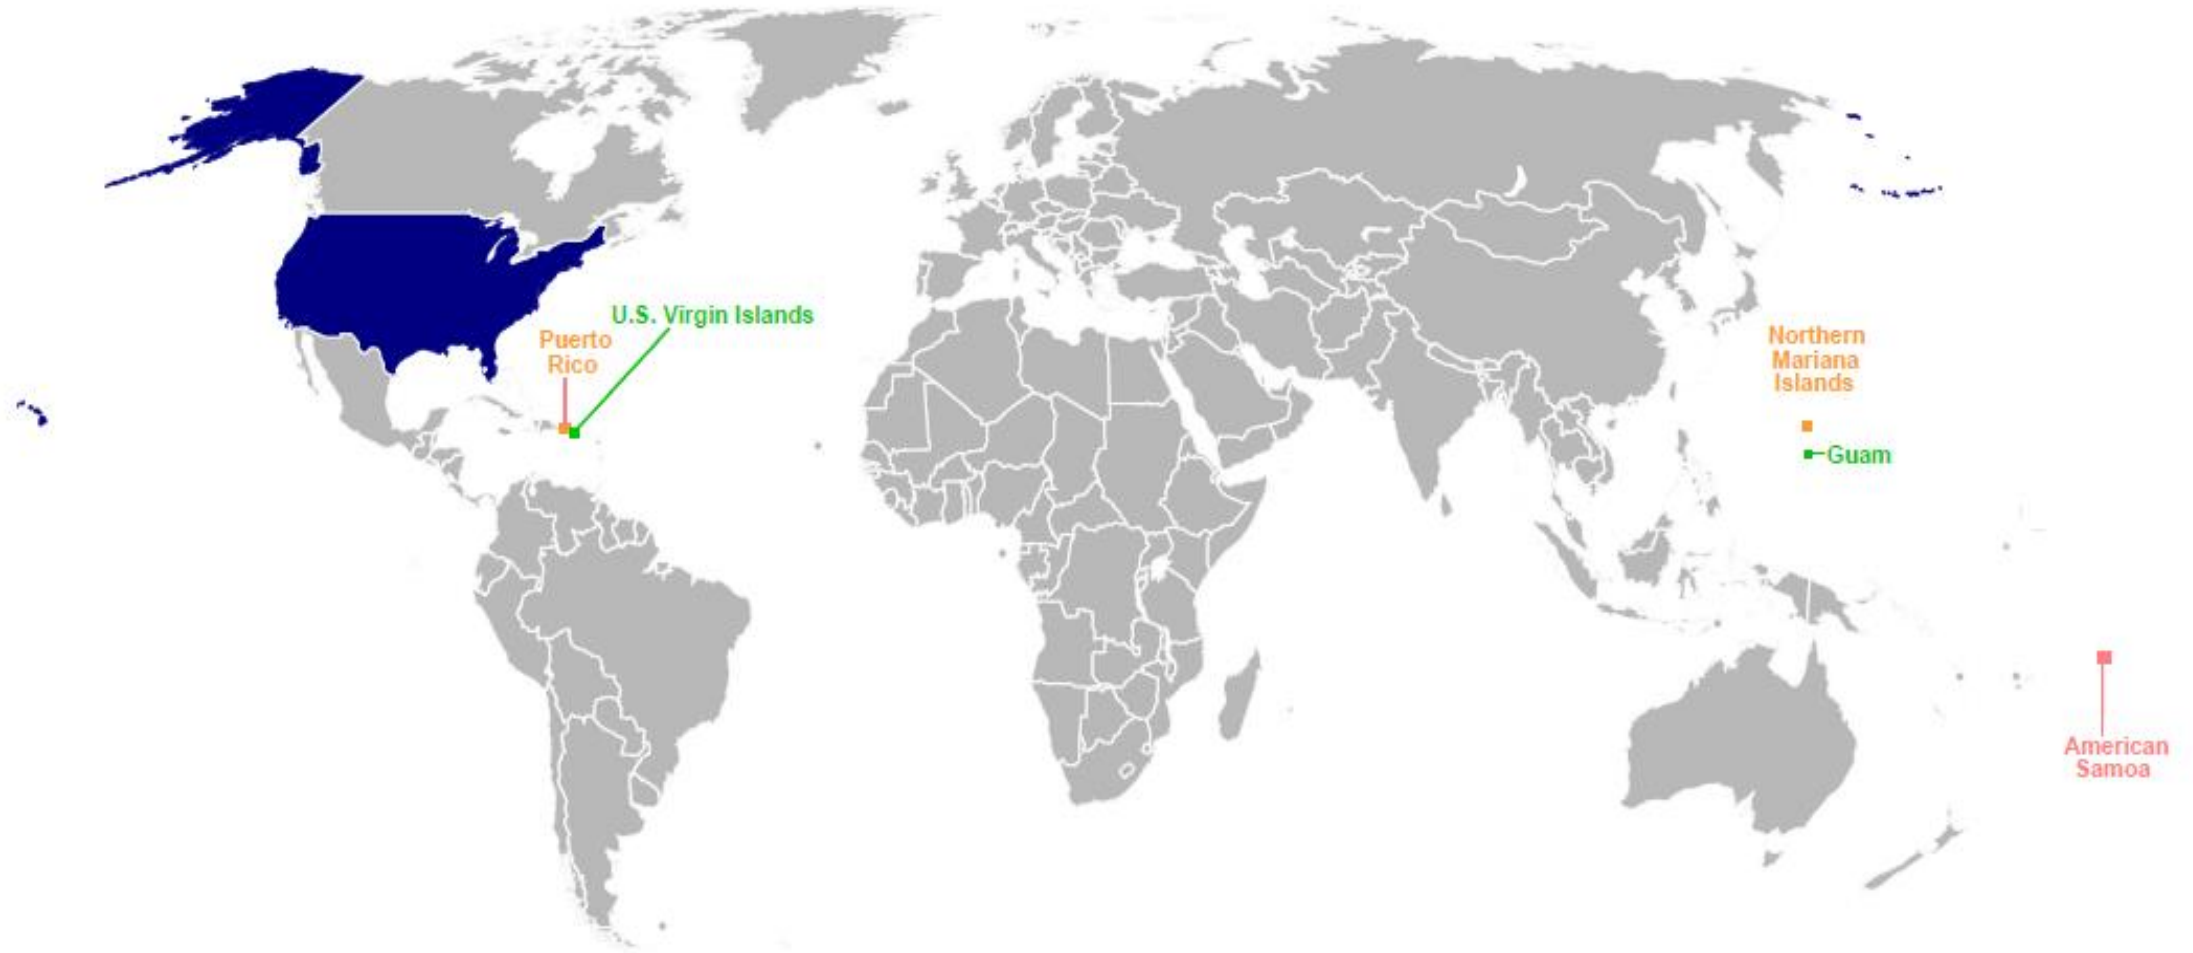 U.S. Virgin Islands
Puerto
Rico
Northern
Mariana
Islands
Guam
American
Samoa